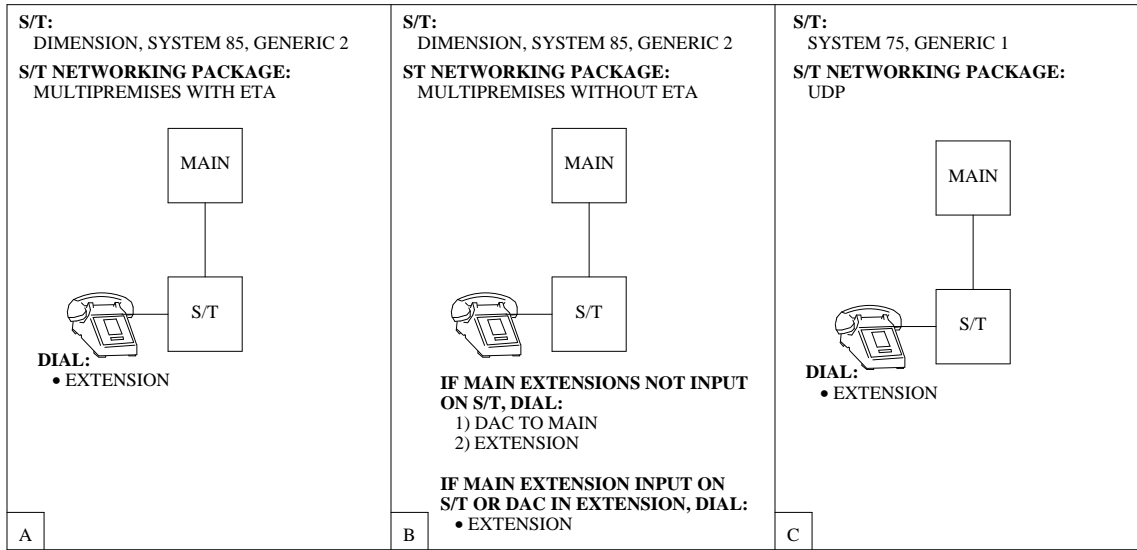 S/T:
DIMENSION, SYSTEM 85, GENERIC 2
S/T NETWORKING PACKAGE:
MULTIPREMISES WITH ETA
MAIN
S/T
DIAL:
• EXTENSION
A
S/T:
DIMENSION, SYSTEM 85, GENERIC 2
ST NETWORKING PACKAGE:
MULTIPREMISES WITHOUT ETA
MAIN
S/T
IF MAIN EXTENSIONS NOT INPUT
ON S/T, DIAL:
1) DAC TO MAIN
2) EXTENSION
IF MAIN EXTENSION INPUT ON
S/T OR DAC IN EXTENSION, DIAL:
• EXTENSION
B
S/T:
SYSTEM 75, GENERIC 1
S/T NETWORKING PACKAGE:
UDP
MAIN
S/T
DIAL:
• EXTENSION
C